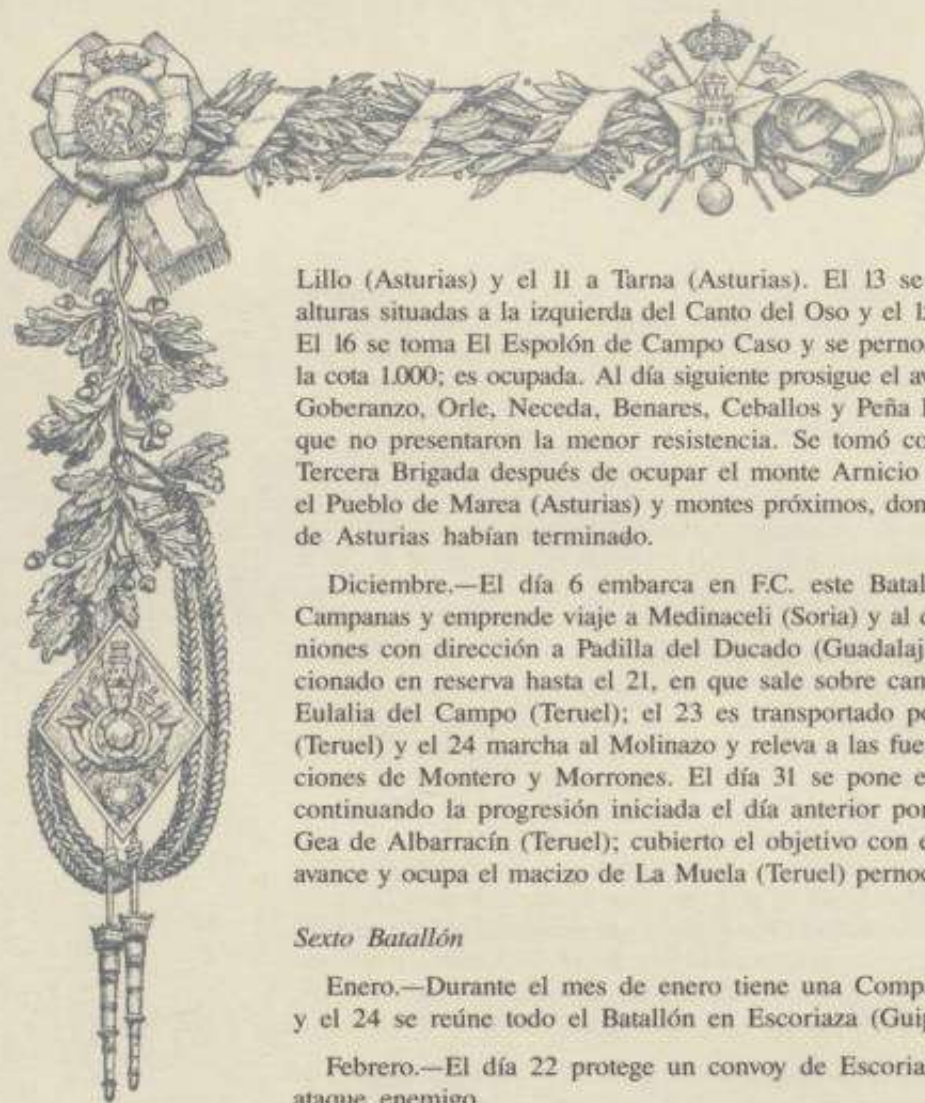 Lillo (Asturias) y el 11 a Tarna (Asturias). El 13 se
alturas situadas a la izquierda del Canto del Oso y el
El 16 se toma El Espolón de Campo Caso y se
la cota 1.000; es ocupada. Al día siguiente prosigue el
Goberanzo, Orle, Neceda, Benares, Ceballos y Peña
que no presentaron la menor resistencia. Se tomó
Tercera Brigada después de ocupar el monte Arnicio
el Pueblo de Marea (Asturias) y montes próximos,
de Asturias habían terminado.
Diciembre.—El día 6 embarca en F.C. este
Campanas y emprende viaje a Medinaceli (Soria) y al
niones con dirección a Padilla del Ducado
cionado en reserva hasta el 21, en que sale sobre
Eulalia del Campo (Teruel); el 23 es transportado
(Teruel) y el 24 marcha al Molinazo y releva a las
ciones de Montero y Morrones. El día 31 se pone
continuando la progresión iniciada el día anterior
Gea de Albarracín (Teruel); cubierto el objetivo con
avance y ocupa el macizo de La Muela (Teruel)
Sexto Batallón
Enero.—Durante el mes de enero tiene una
y el 24 se reúne todo el Batallón en Escoriaza
Febrero.—El día 22 protege un convoy de
ataque enemigo.